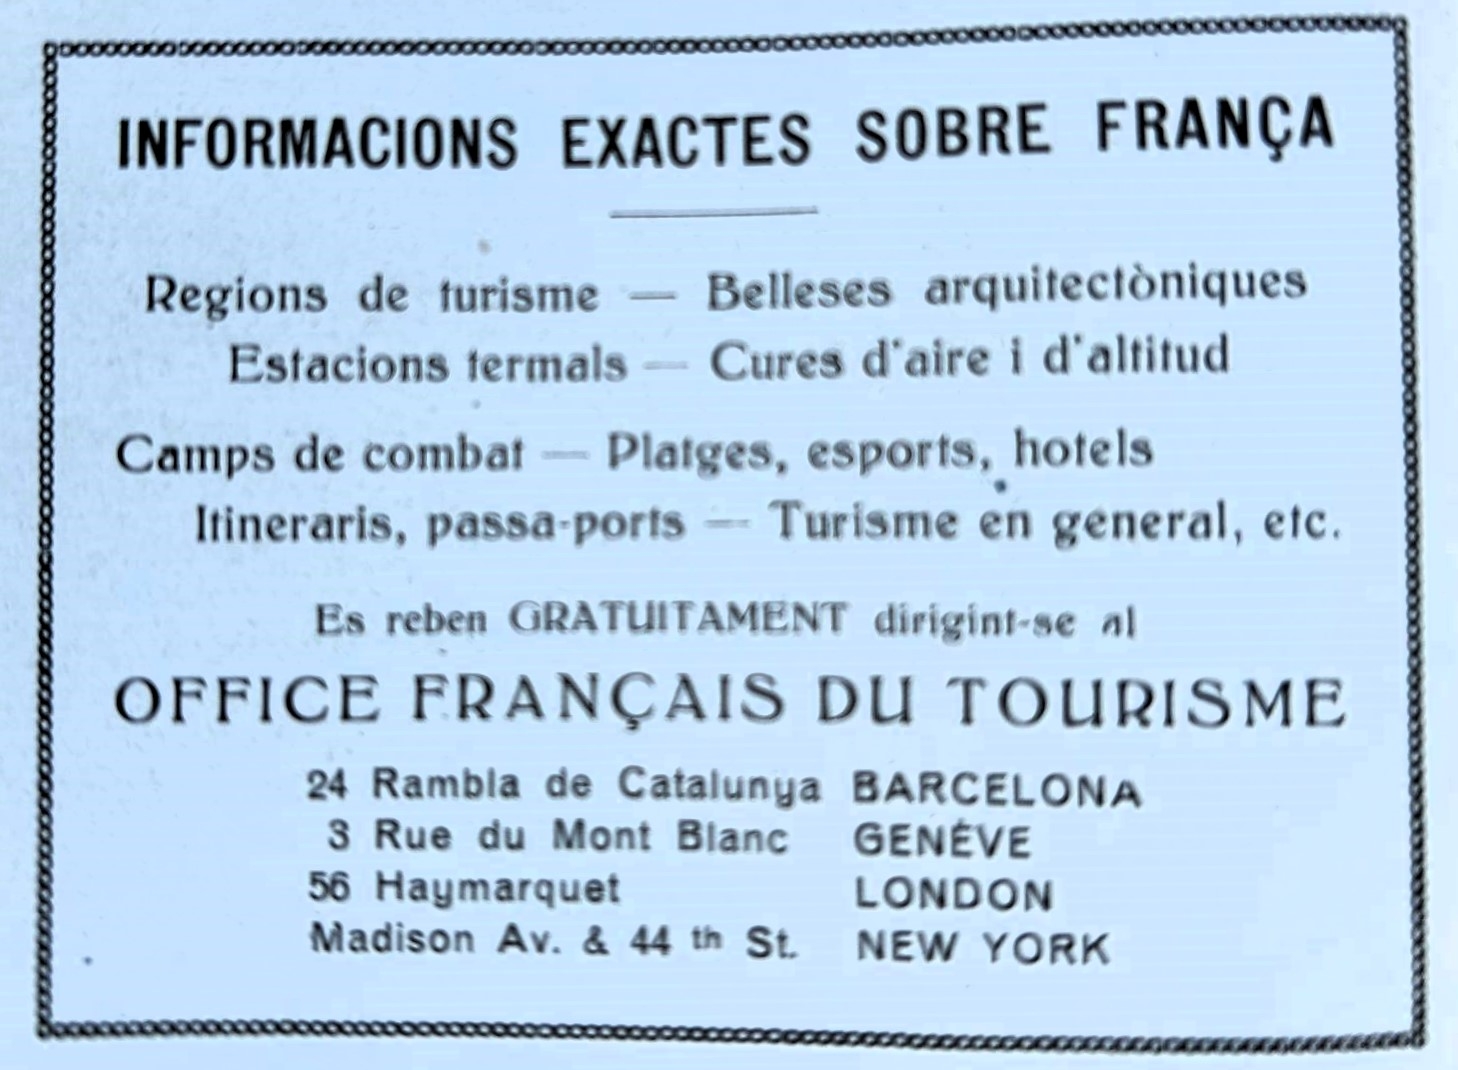 INFORMACIONS EXACTES SOBRE FRANÇA
Regions de turisme — Belleses arquitectòniques
Estacions termals — Cures d'aire i d'altitud
Camps de combat — Platges, esports, hotels
Itineraris, passa-ports — Turisme en general, etc.
Es reben GRATUITAMENT dirigint-se al
OFFICE FRANÇAIS DU TOURISME
24 Rambla de Catalunya BARCELONA
3 Rue du Mont Blanc GENÈVE
56 Haymarquet LONDON
Madison Av. & 44 th St. NEW YORK